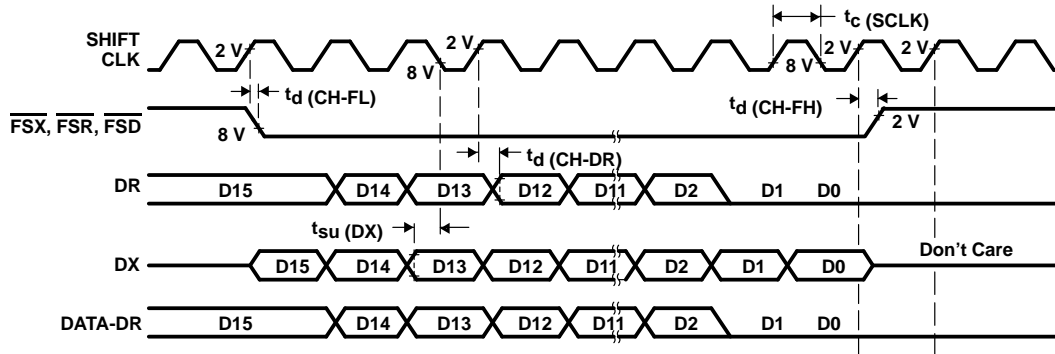 t_c (SCLK)
SHIFT CLK 2 V 8 V 2 V 8 V 2 V 2 V
t_d (CH-FL) t_d (CH-FH)
FSX, FSR, FSD 8 V 2 V
t_d (CH-DR)
DR D15 D14 D13 D12 D11 D2 D1 D0
t_su (DX)
DX D15 D14 D13 D12 D11 D2 D1 D0 Don't Care
DATA-DR D15 D14 D13 D12 D11 D2 D1 D0